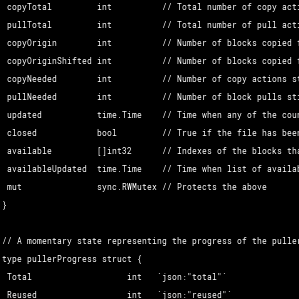 copyTotal int // Total number of copy acti
pullTotal int // Total number of pull acti
copyOrigin int // Number of blocks copied f
copyOriginShifted int // Number of blocks copied f
copyNeeded int // Number of copy actions st
pullNeeded int // Number of block pulls sti
updated time.Time // Time when any of the coun
closed bool // True if the file has been
available []int32 // Indexes of the blocks tha
availableUpdated time.Time // Time when list of availab
mut sync.RWMutex // Protects the above
}
// A momentary state representing the progress of the puller
type pullerProgress struct {
Total int `json:"total"`
Reused int `json:"reused"`